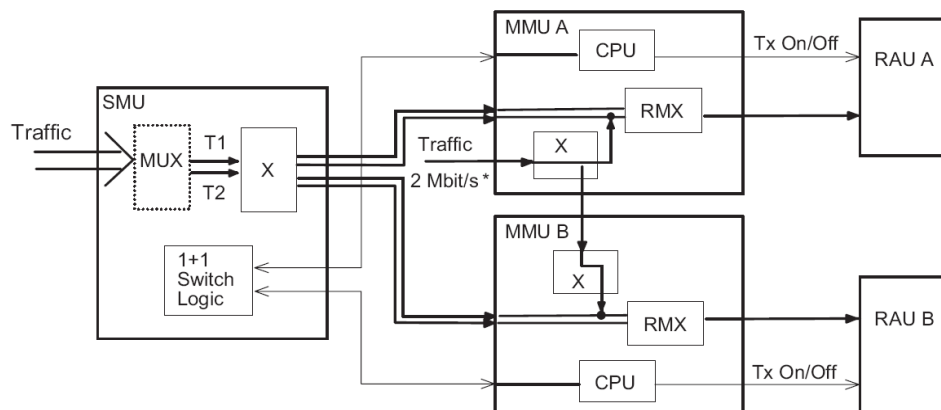 MMU A
CPU
Tx On/Off
RAU A
SMU
RMX
Traffic
MUX
T1
T2
X
Traffic
2 Mbit/s *
X
MMU B
1+1
Switch
Logic
X
RMX
RAU B
CPU
Tx On/Off